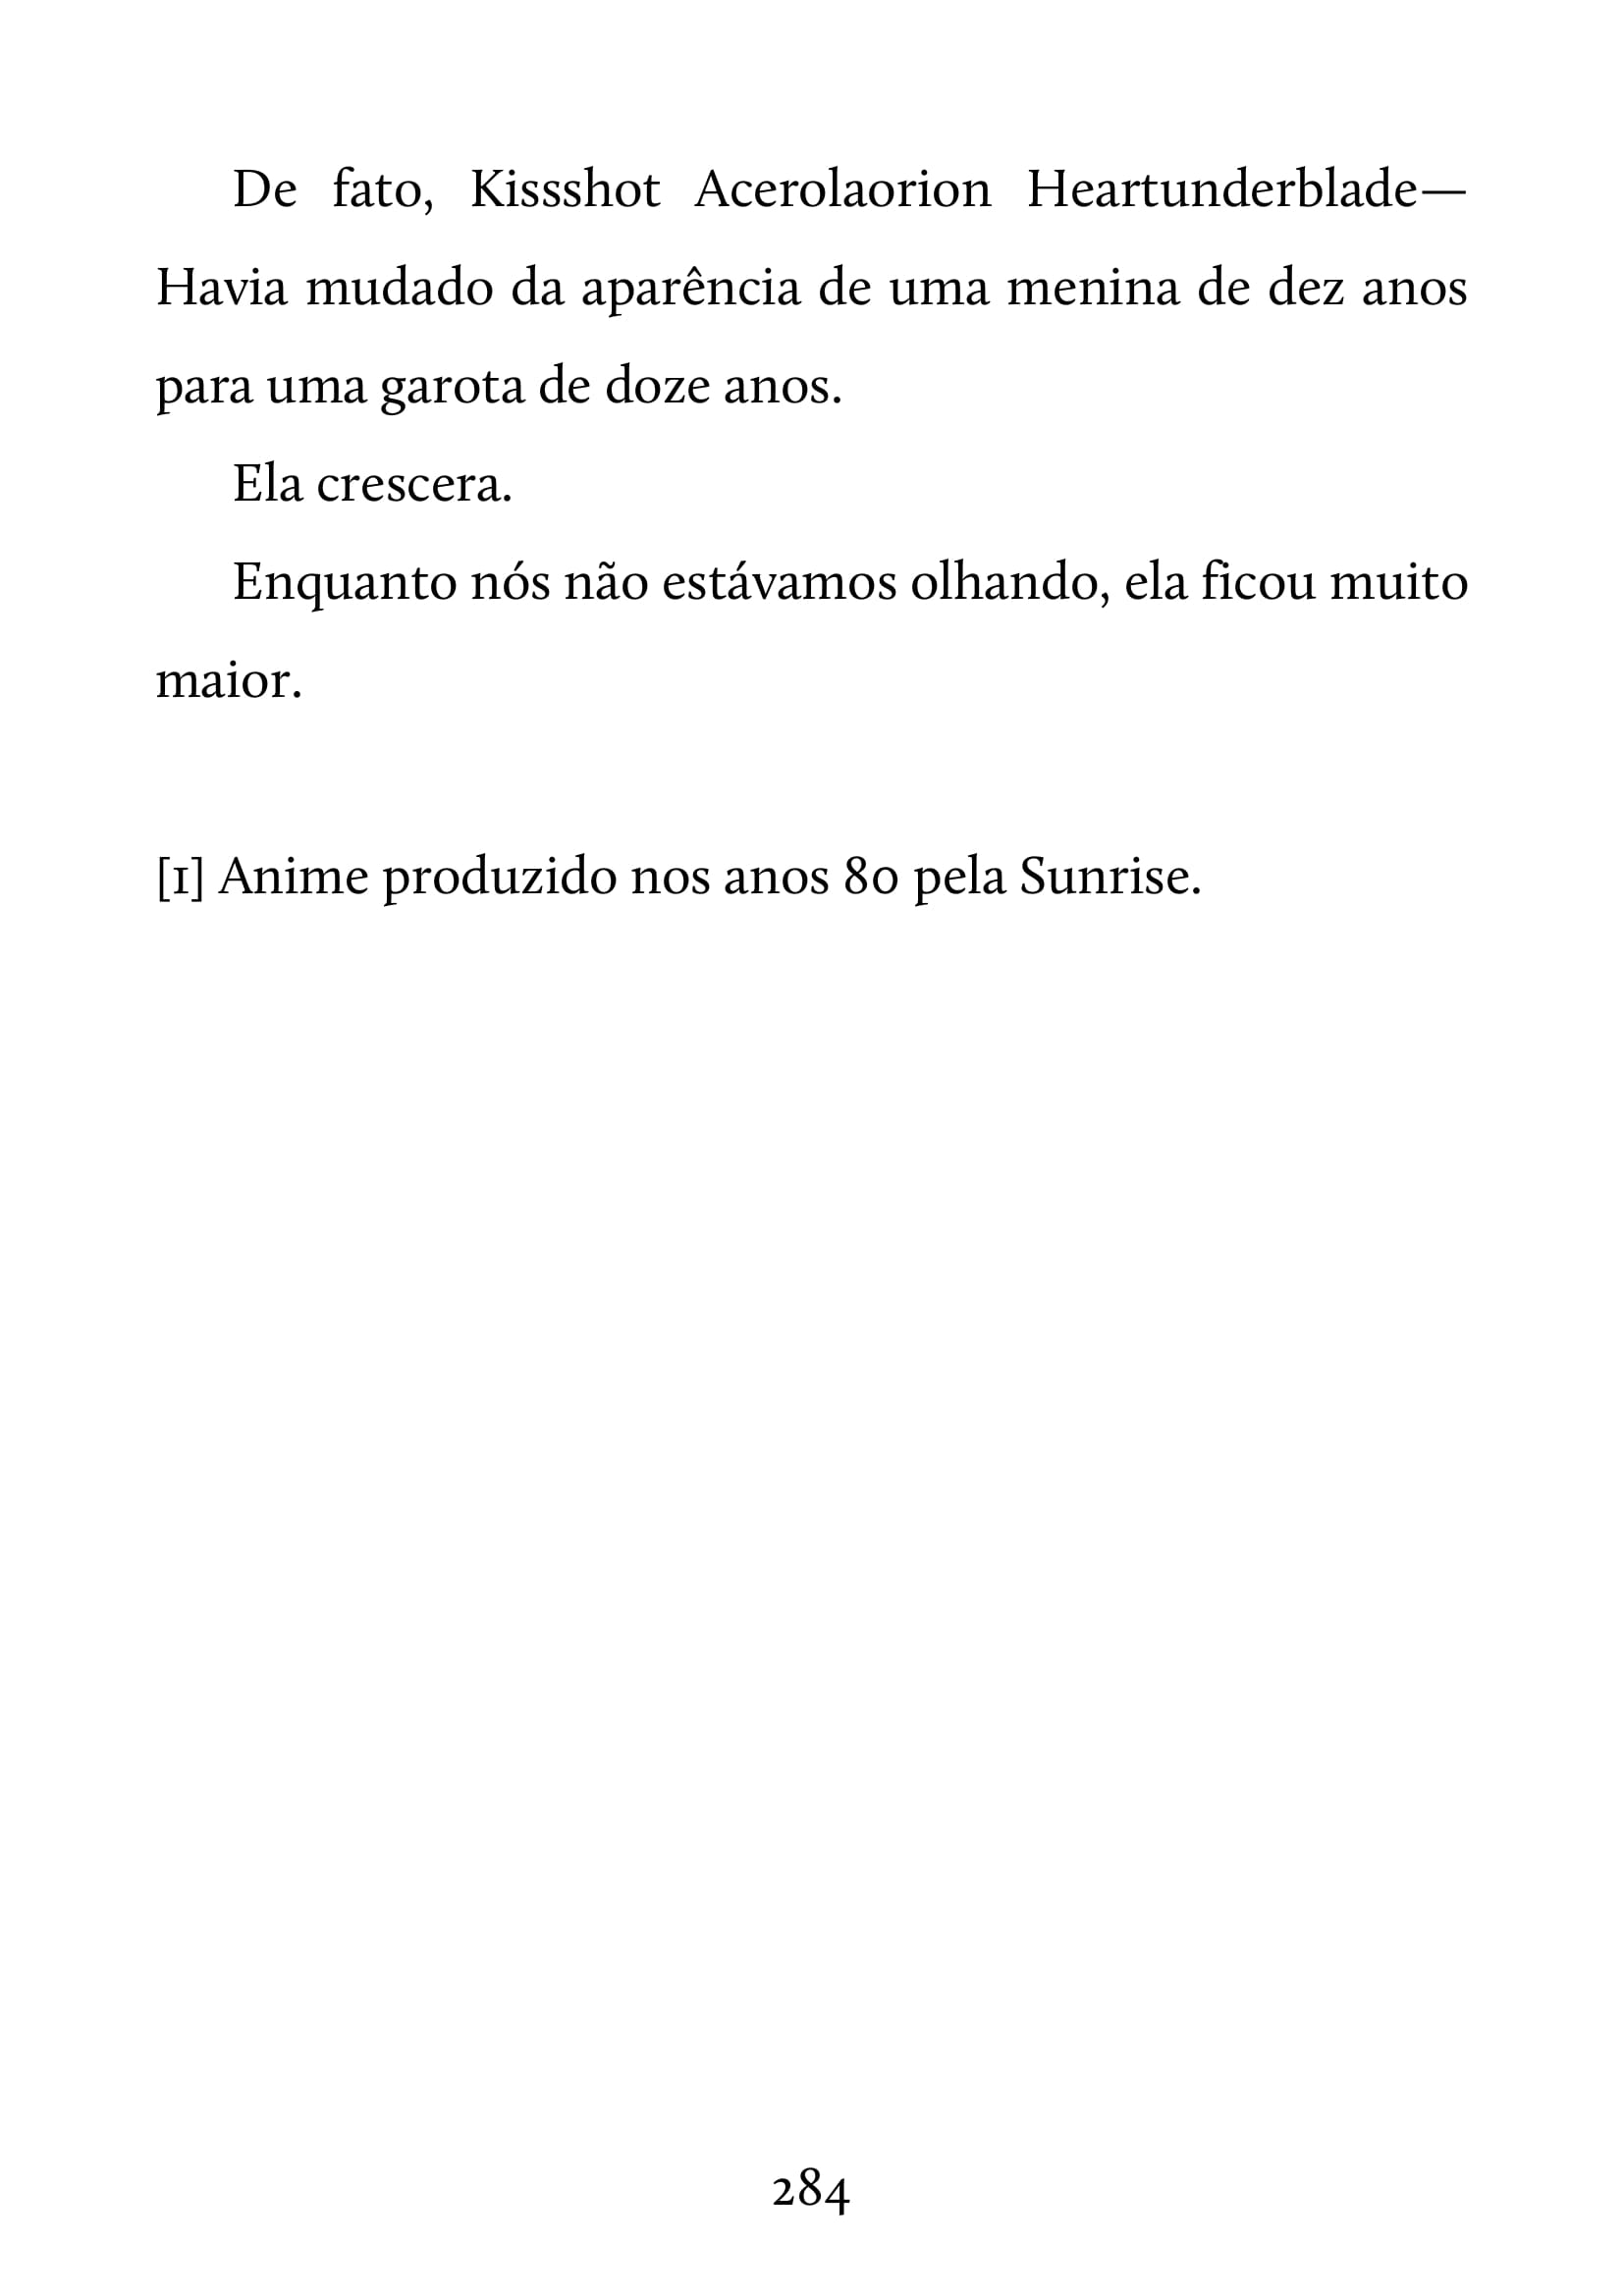 De fato, Kissshot Acerolaorion Heartunderblade—
Havia mudado da aparência de uma menina de dez anos
para uma garota de doze anos.
Ela crescera.
Enquanto nós não estávamos olhando, ela ficou muito
maior.
[1] Anime produzido nos anos 80 pela Sunrise.
284